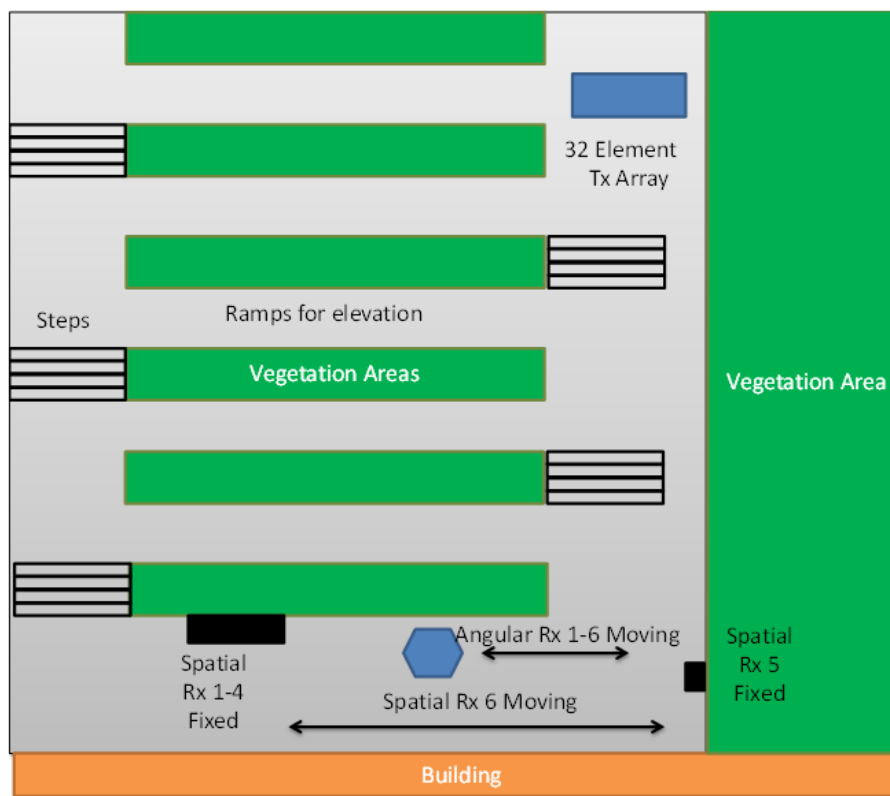 32 Element
Tx Array
Ramps for elevation
Steps
Vegetation Areas
Vegetation Area
Angular Rx 1-6 Moving
Spatial
Rx 1-4
Fixed
Spatial Rx 6 Moving
Spatial
Rx 5
Fixed
Building